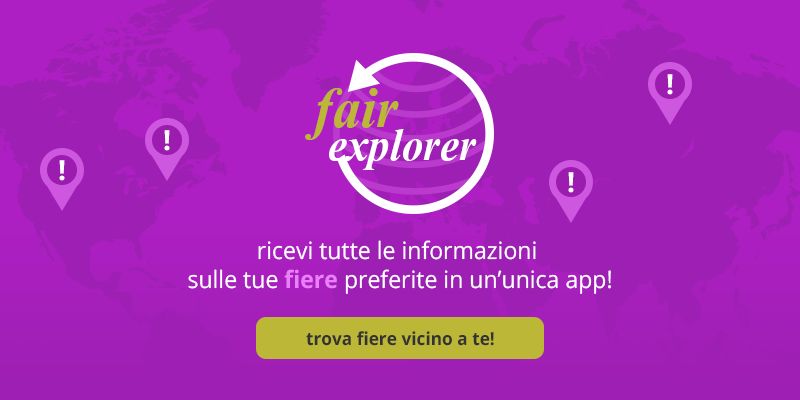 fair
explorer
ricevi tutte le informazioni
sulle tue fiere preferite in un’unica app!
trova fiere vicino a te!